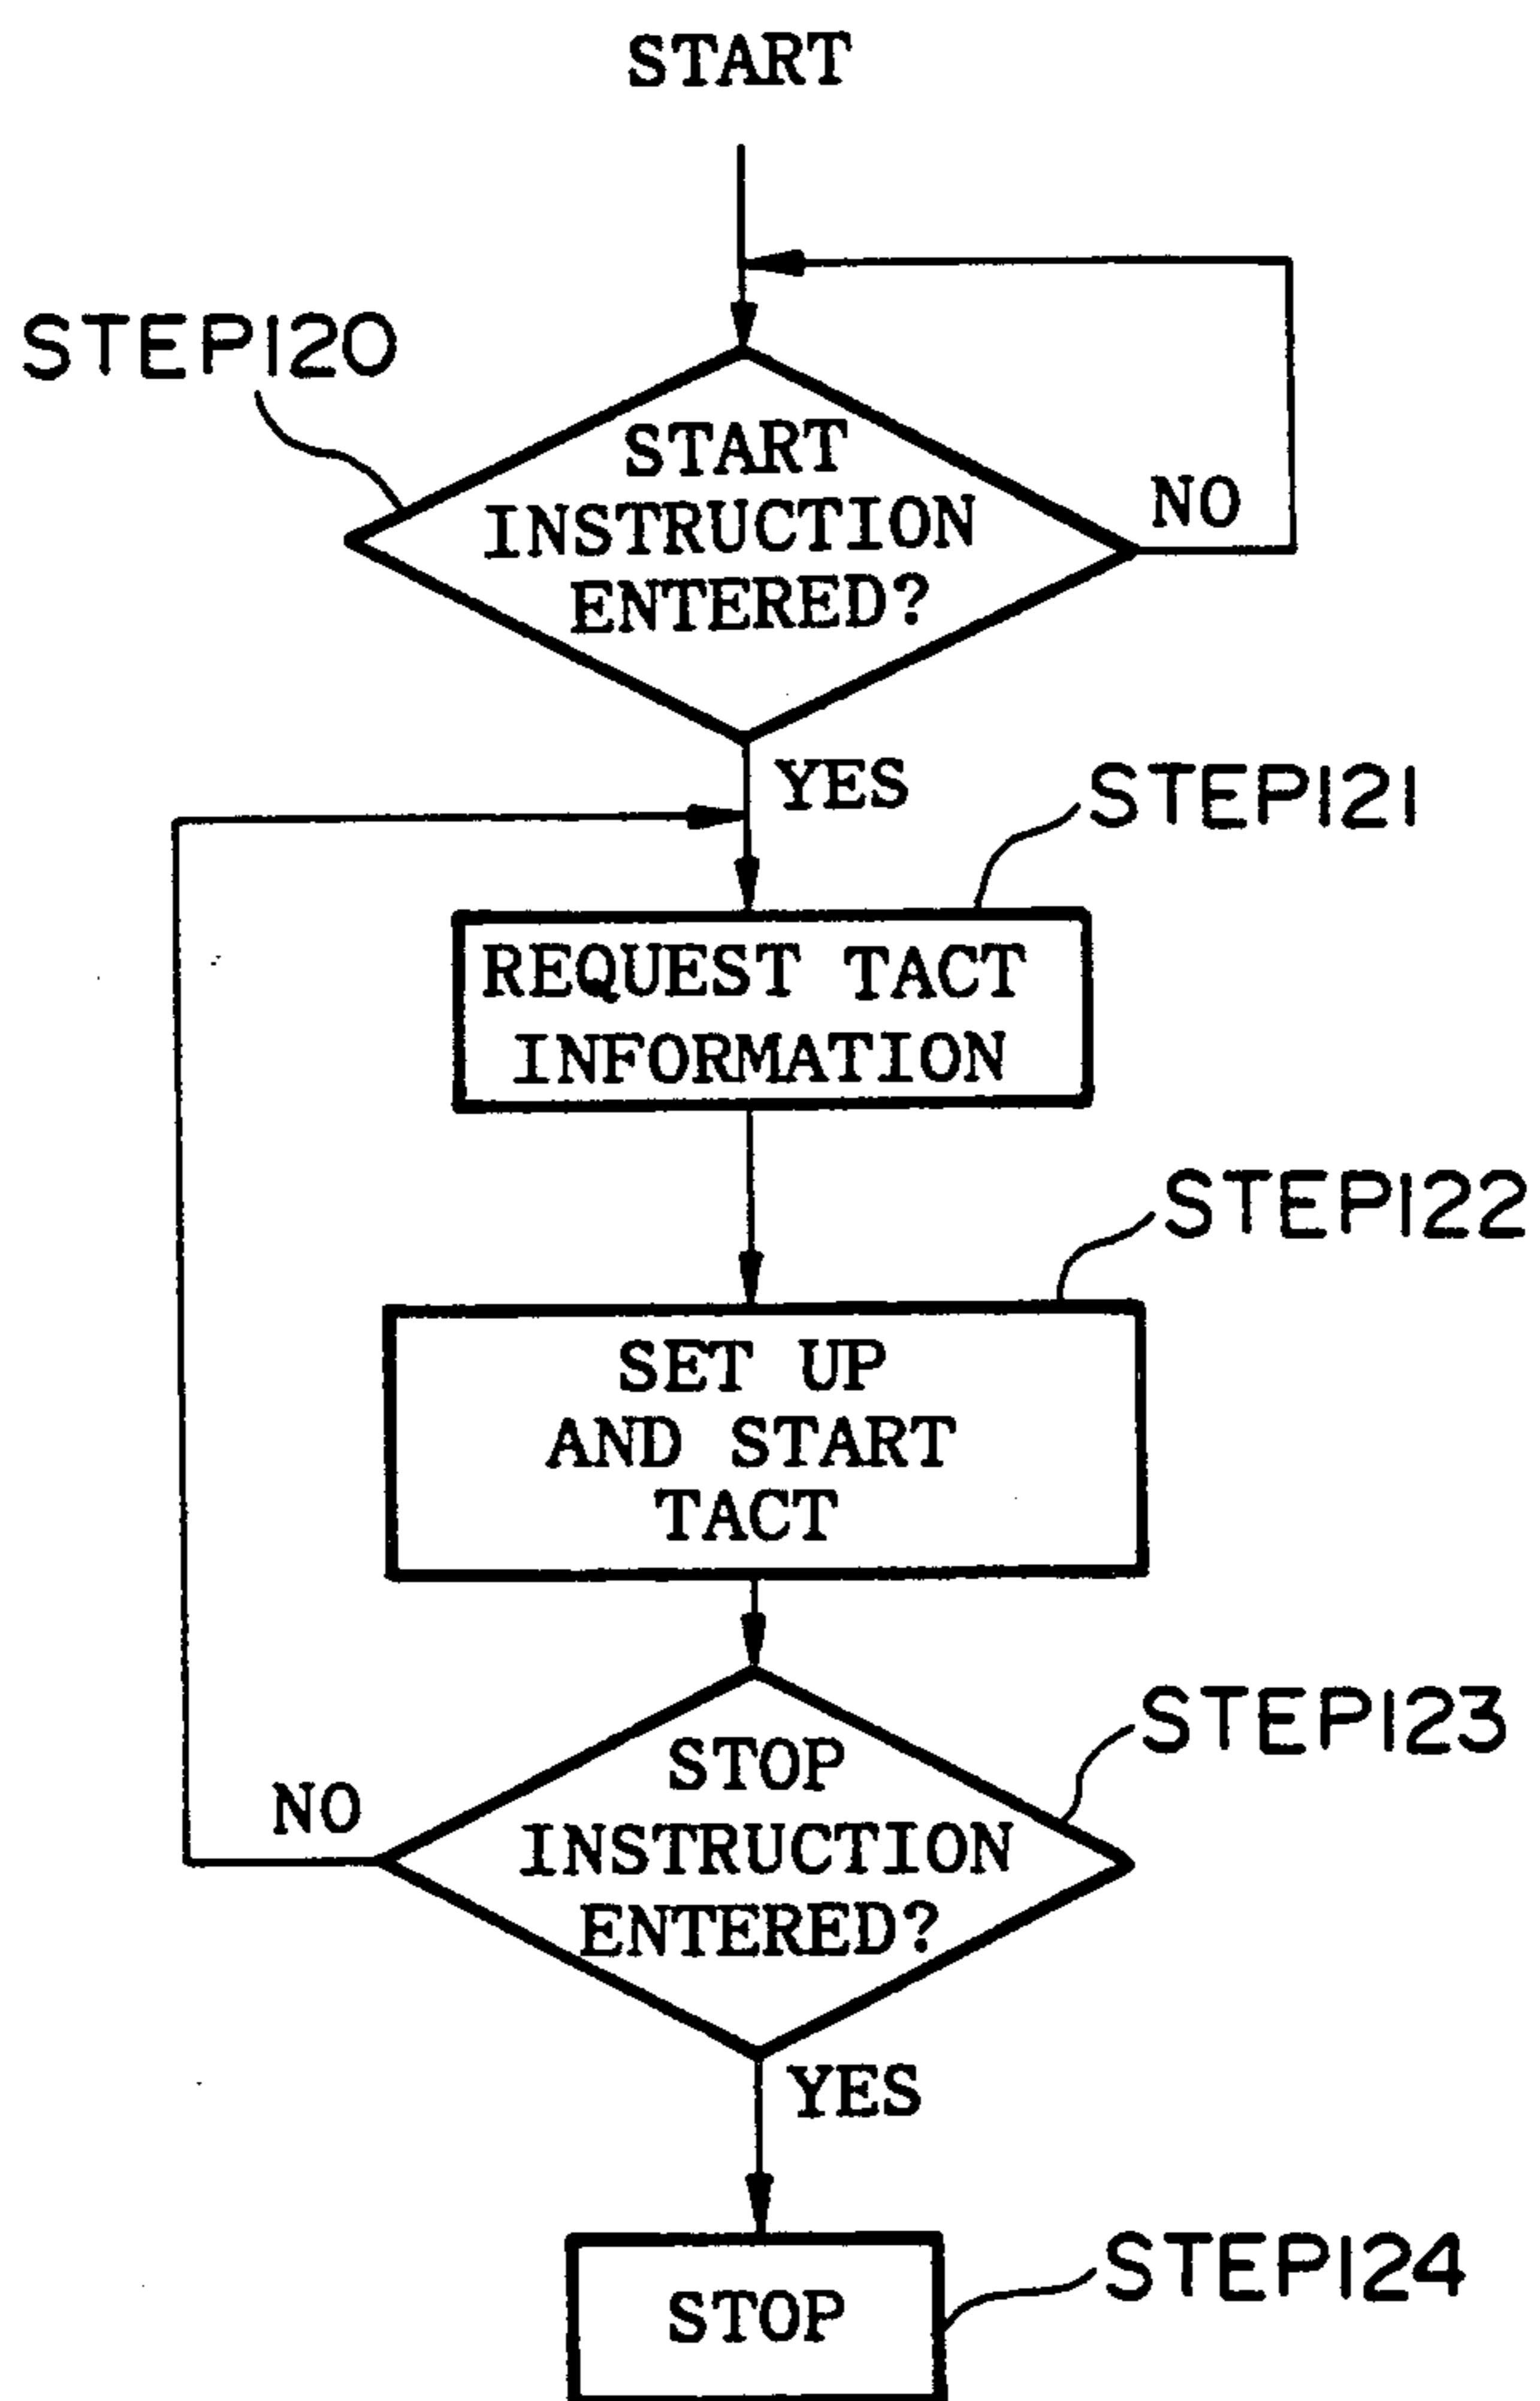 START
STEP120
START
INSTRUCTION
ENTERED?
NO
YES
STEP121
REQUEST TACT
INFORMATION
STEP122
SET UP
AND START
TACT
STEP123
STOP
INSTRUCTION
ENTERED?
NO
YES
STEP124
STOP